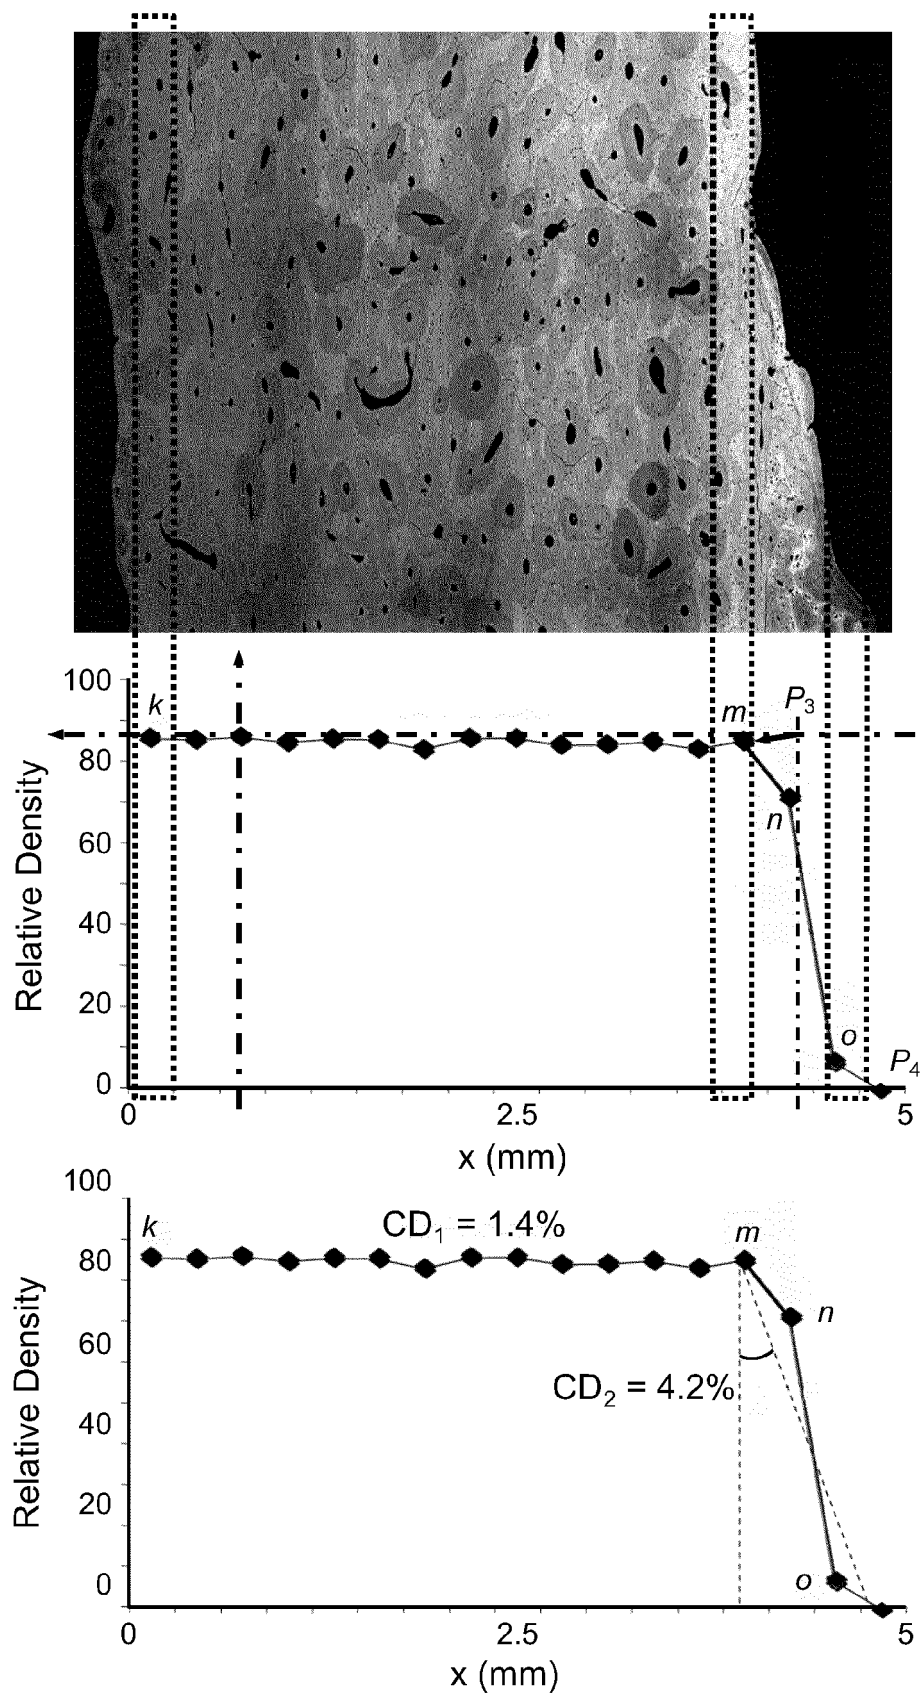 100
80
60
40
20
0
Relative Density
k
m
P₃
n
o
P₄
0 2.5 5
x (mm)
100
80
60
40
20
0
Relative Density
k
CD₁ = 1.4%
m
n
CD₂ = 4.2%
o
0 2.5 5
x (mm)